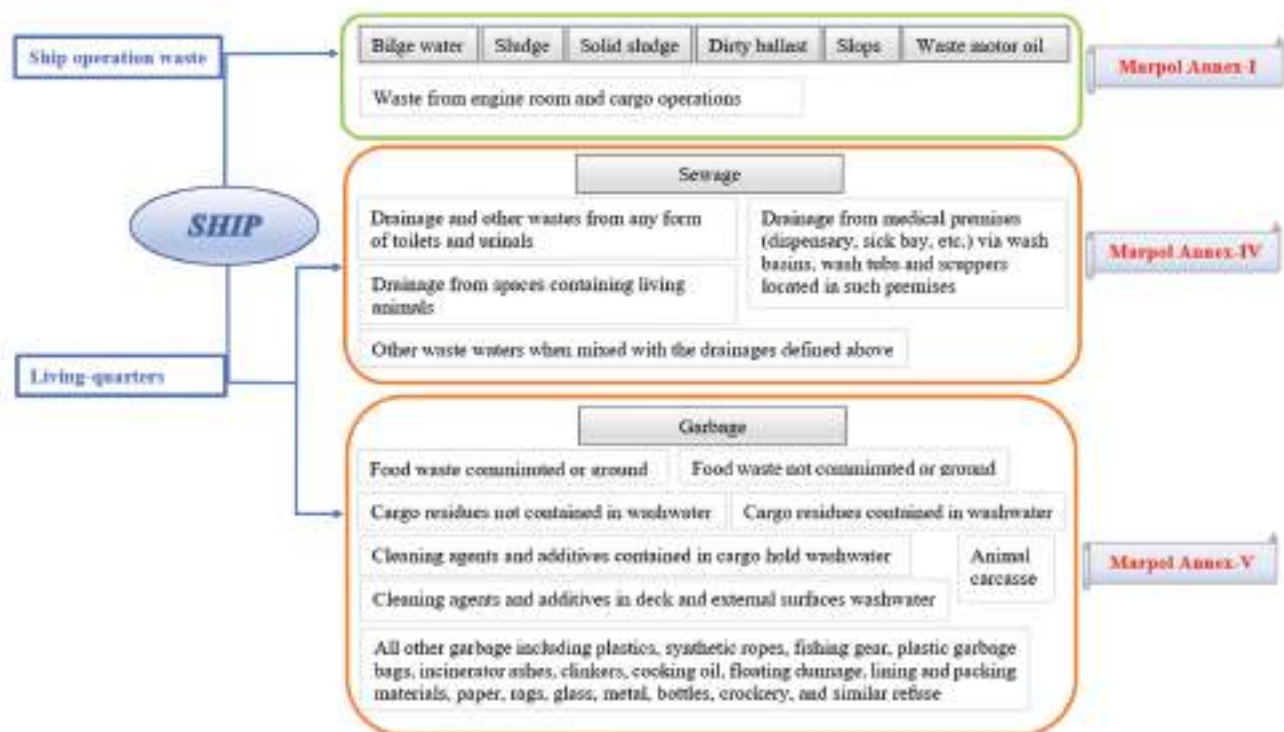 Ship operation waste
SHIP
Living-quarters
Bilge water
Sludge
Solid sludge
Dirty ballast
Slops
Waste motor oil
Waste from engine room and cargo operations
Marpol Annex-I
Sewage
Drainage and other wastes from any form
of toilets and urinals
Drainage from medical premises
(dispensary, sick bay, etc.) via wash
basins, wash tubs and scuppers
located in such premises
Drainage from spaces containing living
animals
Other waste waters when mixed with the drainages defined above
Marpol Annex-IV
Garbage
Food waste comminuted or ground
Food waste not comminuted or ground
Cargo residues not contained in washwater
Cargo residues contained in washwater
Cleaning agents and additives contained in cargo hold washwater
Animal
carcasse
Cleaning agents and additives in deck and external surfaces washwater
All other garbage including plastics, synthetic ropes, fishing gear, plastic garbage
bags, incinerator ashes, clinkers, cooking oil, floating dunnage, lining and packing
materials, paper, rags, glass, metal, bottles, crockery, and similar refuse
Marpol Annex-V